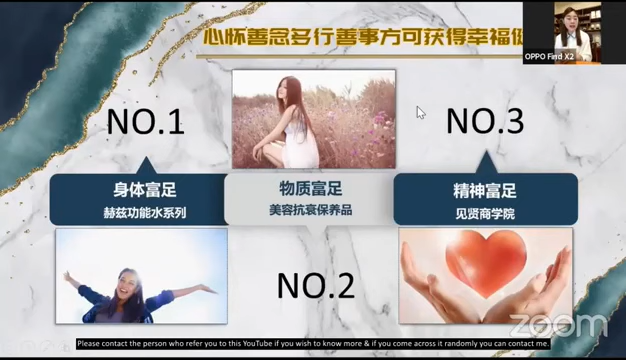 心怀善念多行善事方可获得幸福
OPPO Find X2
NO.1
NO.3
身体富足
赫兹功能水系列
物质富足
美容抗衰保养品
精神富足
见贤商学院
NO.2
zoom
Please contact the person who refer you to this YouTube if you wish to know more & if you come across it randomly you can contact me.